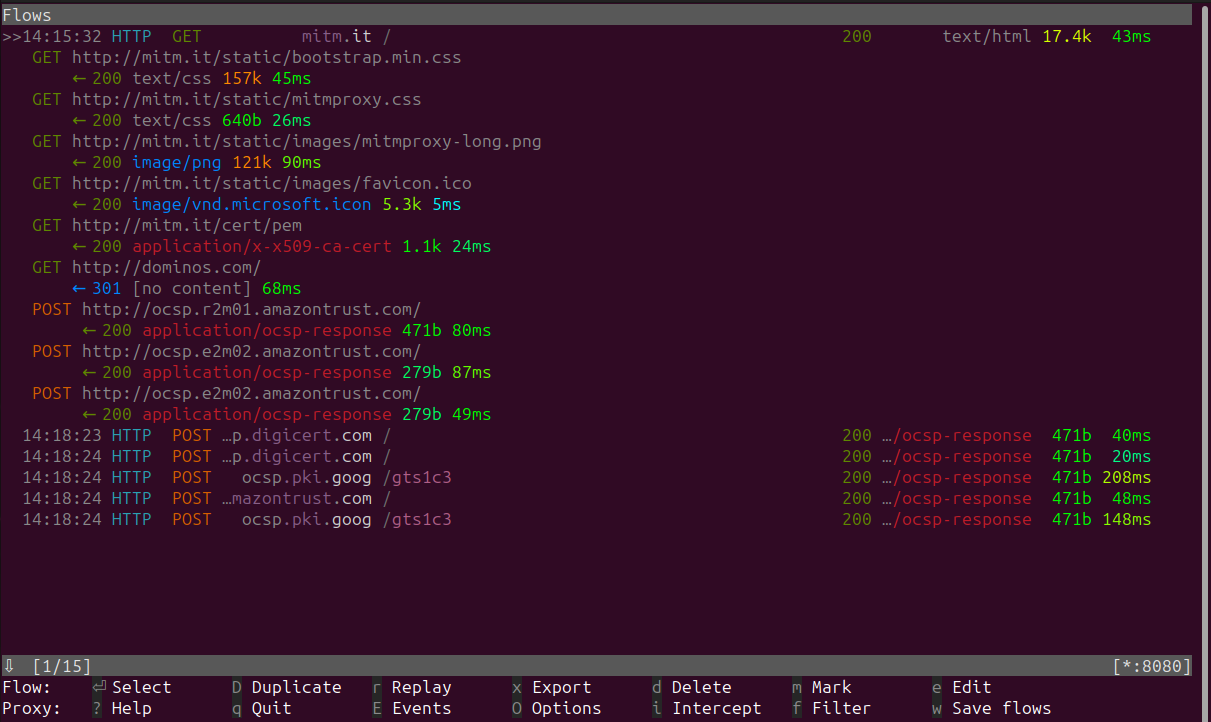 Flows
>>14:15:32 HTTP GET mitm.it / 200 text/html 17.4k 43ms
GET http://mitm.it/static/bootstrap.min.css
← 200 text/css 157k 45ms
GET http://mitm.it/static/mitmproxy.css
← 200 text/css 640b 26ms
GET http://mitm.it/static/images/mitmproxy-long.png
← 200 image/png 121k 90ms
GET http://mitm.it/static/images/favicon.ico
← 200 image/vnd.microsoft.icon 5.3k 5ms
GET http://mitm.it/cert/pem
← 200 application/x-x509-ca-cert 1.1k 24ms
GET http://dominos.com/
← 301 [no content] 68ms
POST http://ocsp.r2m01.amazontrust.com/
← 200 application/ocsp-response 471b 80ms
POST http://ocsp.e2m02.amazontrust.com/
← 200 application/ocsp-response 279b 87ms
POST http://ocsp.e2m02.amazontrust.com/
← 200 application/ocsp-response 279b 49ms
14:18:23 HTTP POST …p.digicert.com / 200 …/ocsp-response 471b 40ms
14:18:24 HTTP POST …p.digicert.com / 200 …/ocsp-response 471b 20ms
14:18:24 HTTP POST ocsp.pki.goog /gts1c3 200 …/ocsp-response 471b 208ms
14:18:24 HTTP POST …mazontrust.com / 200 …/ocsp-response 471b 48ms
14:18:24 HTTP POST ocsp.pki.goog /gts1c3 200 …/ocsp-response 471b 148ms
⇩ [1/15] [*:8080]
Flow: ⏎ Select D Duplicate r Replay x Export d Delete m Mark e Edit
Proxy: ? Help q Quit E Events O Options i Intercept f Filter w Save flows